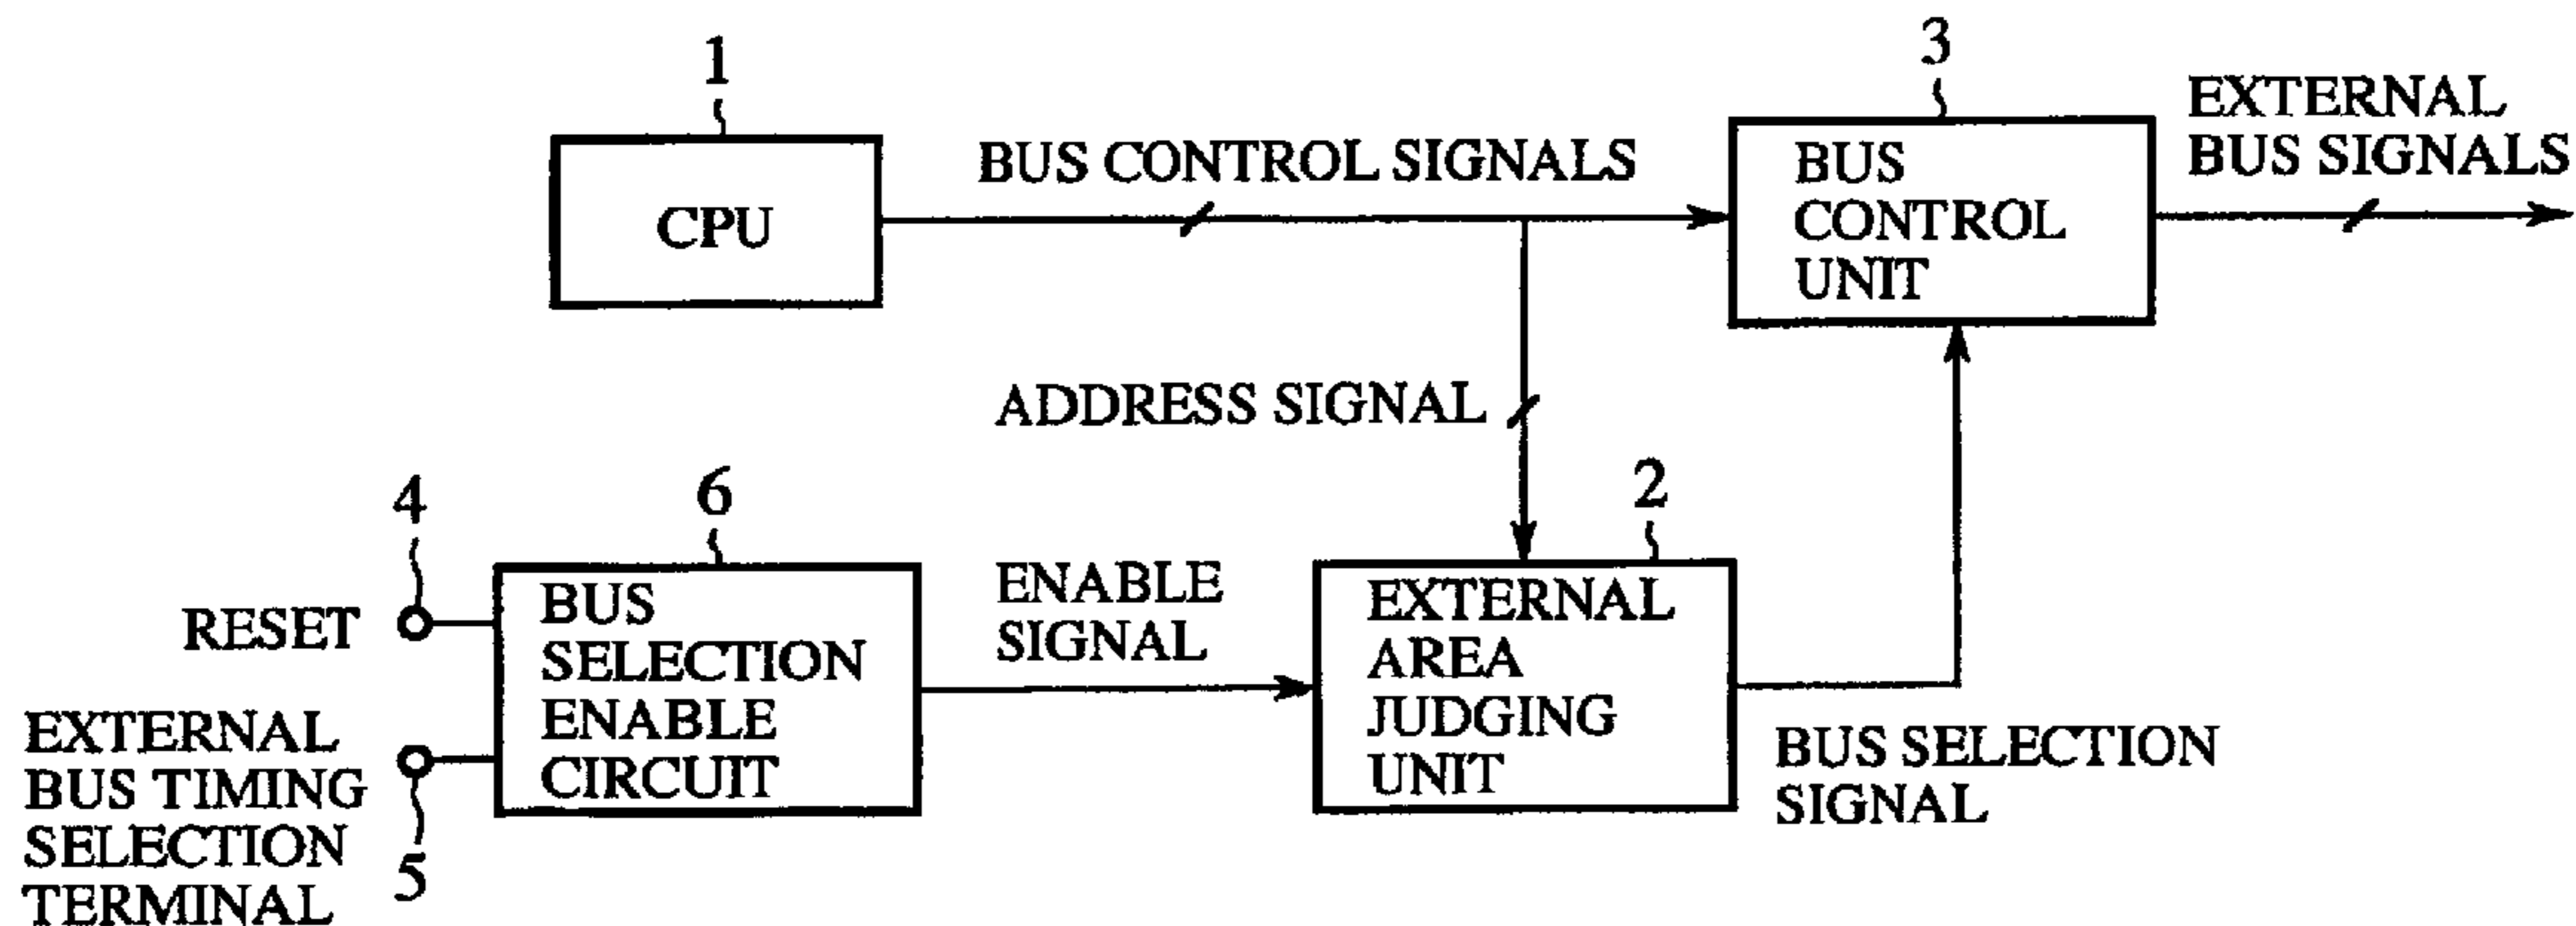 1
CPU
BUS CONTROL SIGNALS
3
BUS
CONTROL
UNIT
EXTERNAL
BUS SIGNALS
ADDRESS SIGNAL
4
RESET
EXTERNAL
BUS TIMING
SELECTION
TERMINAL
5
6
BUS
SELECTION
ENABLE
CIRCUIT
ENABLE
SIGNAL
2
EXTERNAL
AREA
JUDGING
UNIT
BUS SELECTION
SIGNAL